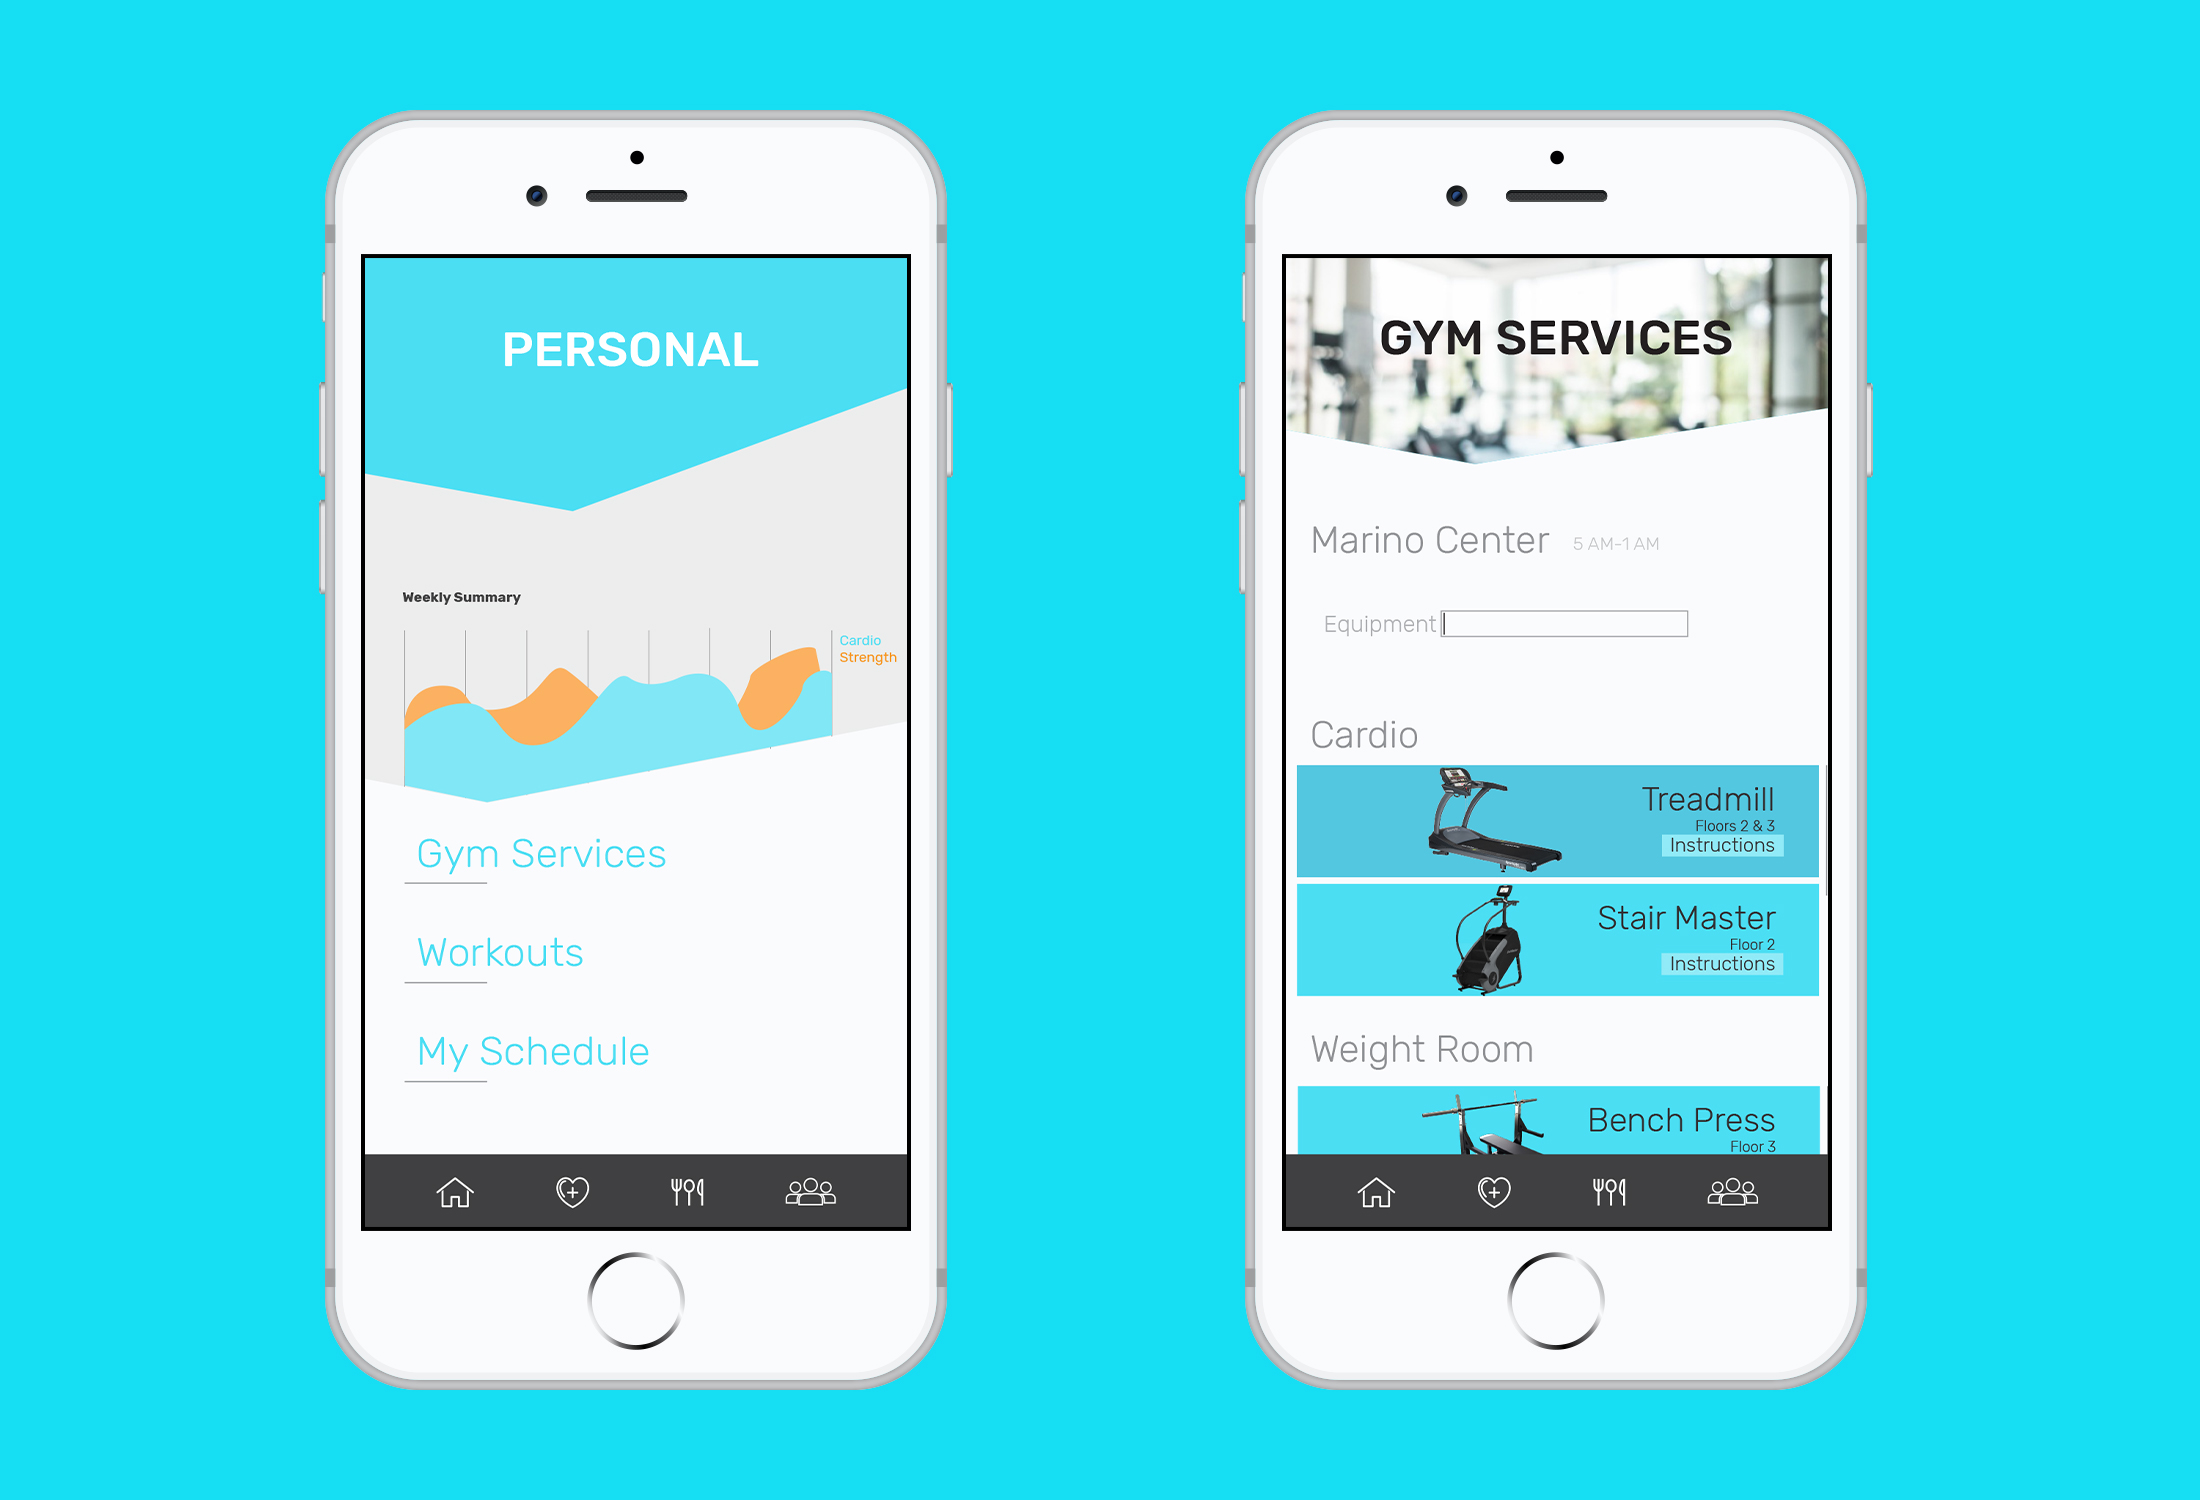 PERSONAL
Weekly Summary
Cardio
Strength
Gym Services
Workouts
My Schedule
GYM SERVICES
Marino Center 5 AM-1 AM
Equipment
Cardio
Treadmill
Floors 2 & 3
Instructions
Stair Master
Floor 2
Instructions
Weight Room
Bench Press
Floor 3